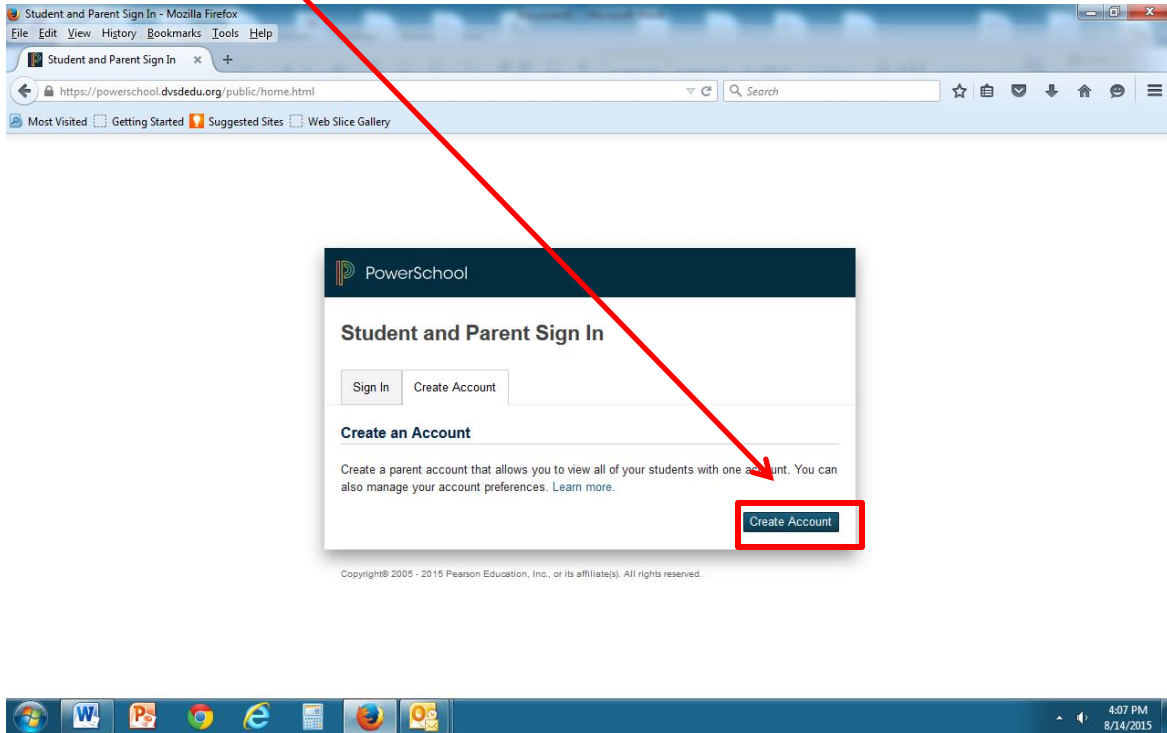 Student and Parent Sign In - Mozilla Firefox
File Edit View History Bookmarks Tools Help
Student and Parent Sign In × +
https://powerschool.dvsdedu.org/public/home.html
Search
Most Visited Getting Started Suggested Sites Web Slice Gallery
PowerSchool
Student and Parent Sign In
Sign In Create Account
Create an Account
Create a parent account that allows you to view all of your students with one account. You can
also manage your account preferences. Learn more.
Create Account
Copyright© 2005 - 2015 Pearson Education, Inc., or its affiliate(s). All rights reserved.
4:07 PM
8/14/2015